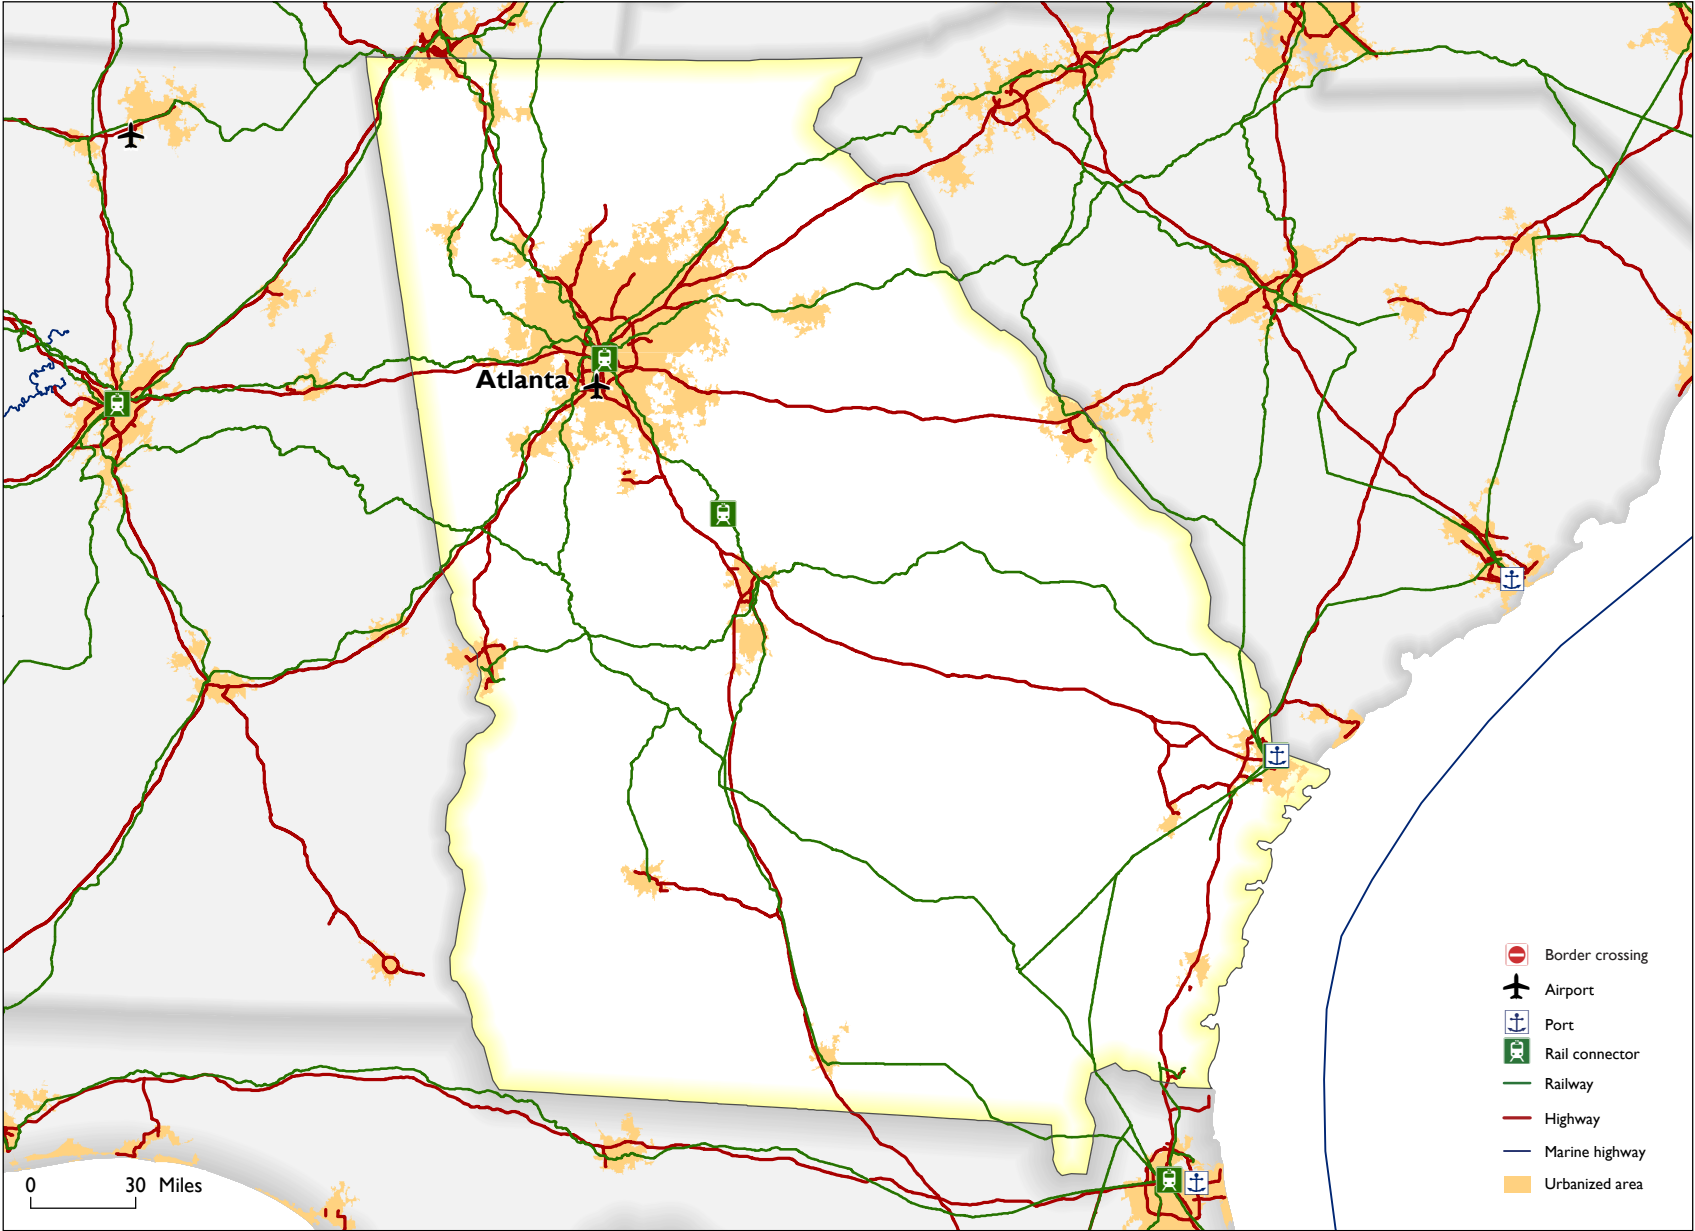 Atlanta
Border crossing
Airport
Port
Rail connector
Railway
Highway
Marine highway
Urbanized area
0 30 Miles